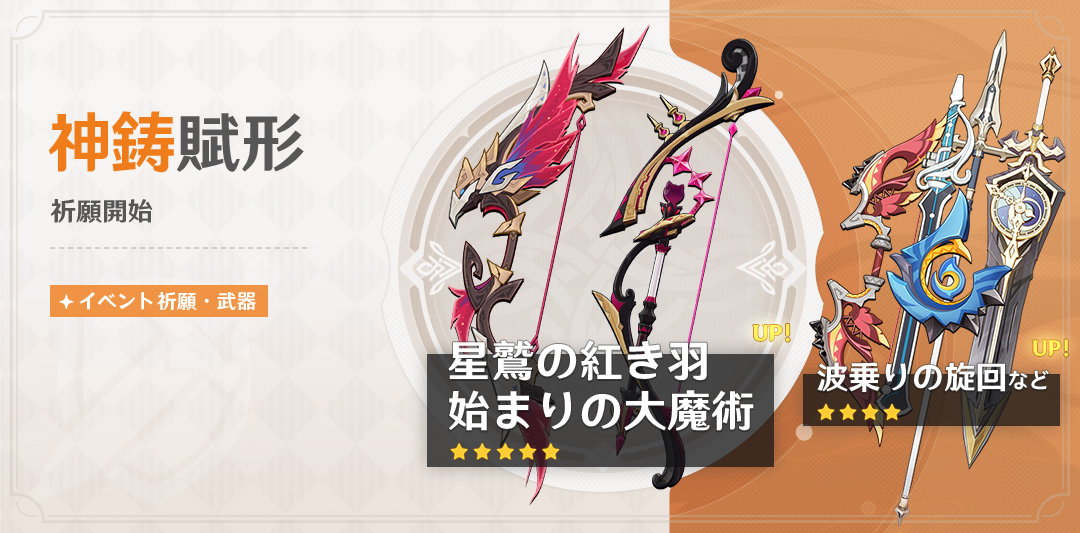 神鋳賦形
祈願開始
イベント祈願・武器
UP!
星鷲の紅き羽
始まりの大魔術
UP!
波乗りの旋回など